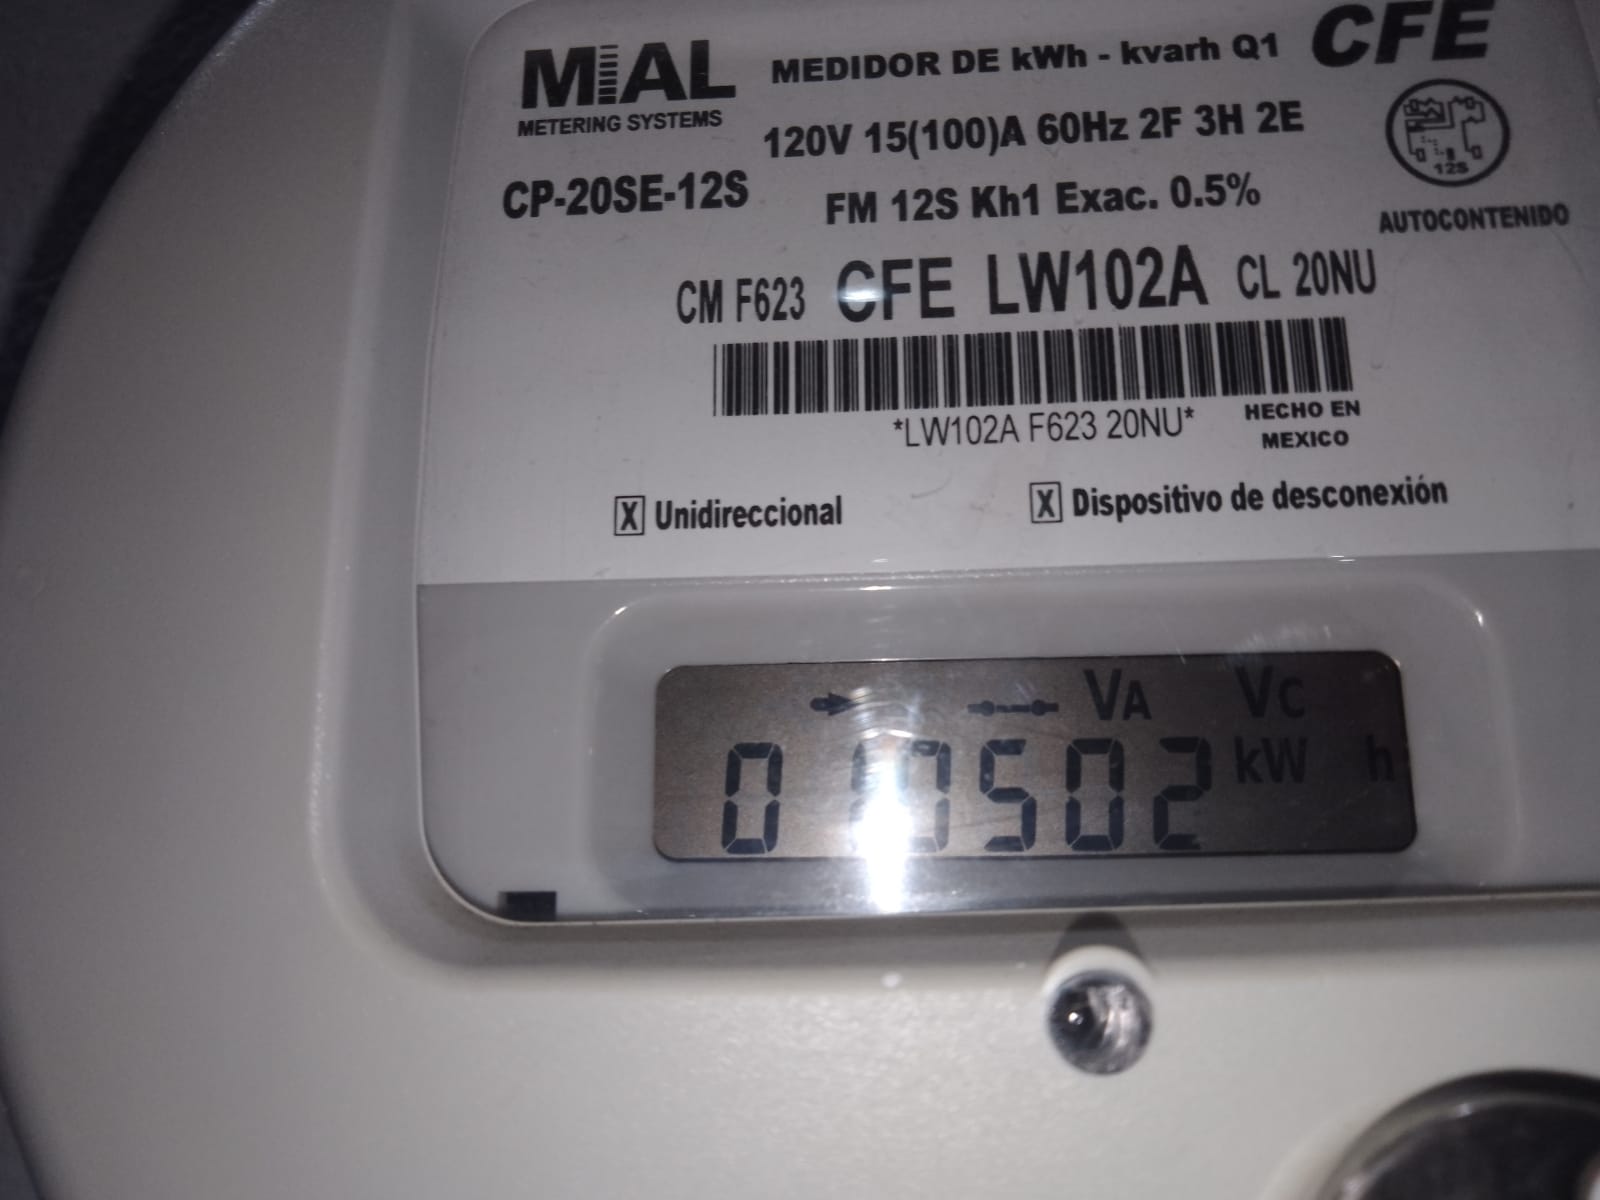 MIAL
METERING SYSTEMS
MEDIDOR DE kWh - kvarh Q1
CFE
120V 15(100)A 60Hz 2F 3H 2E
CP-20SE-12S
FM 12S Kh1 Exac. 0.5%
12S
AUTOCONTENIDO
CM F623 CFE LW102A CL 20NU
*LW102A F623 20NU*
HECHO EN
MEXICO
X Unidireccional
X Dispositivo de desconexión
VA VC
kW h